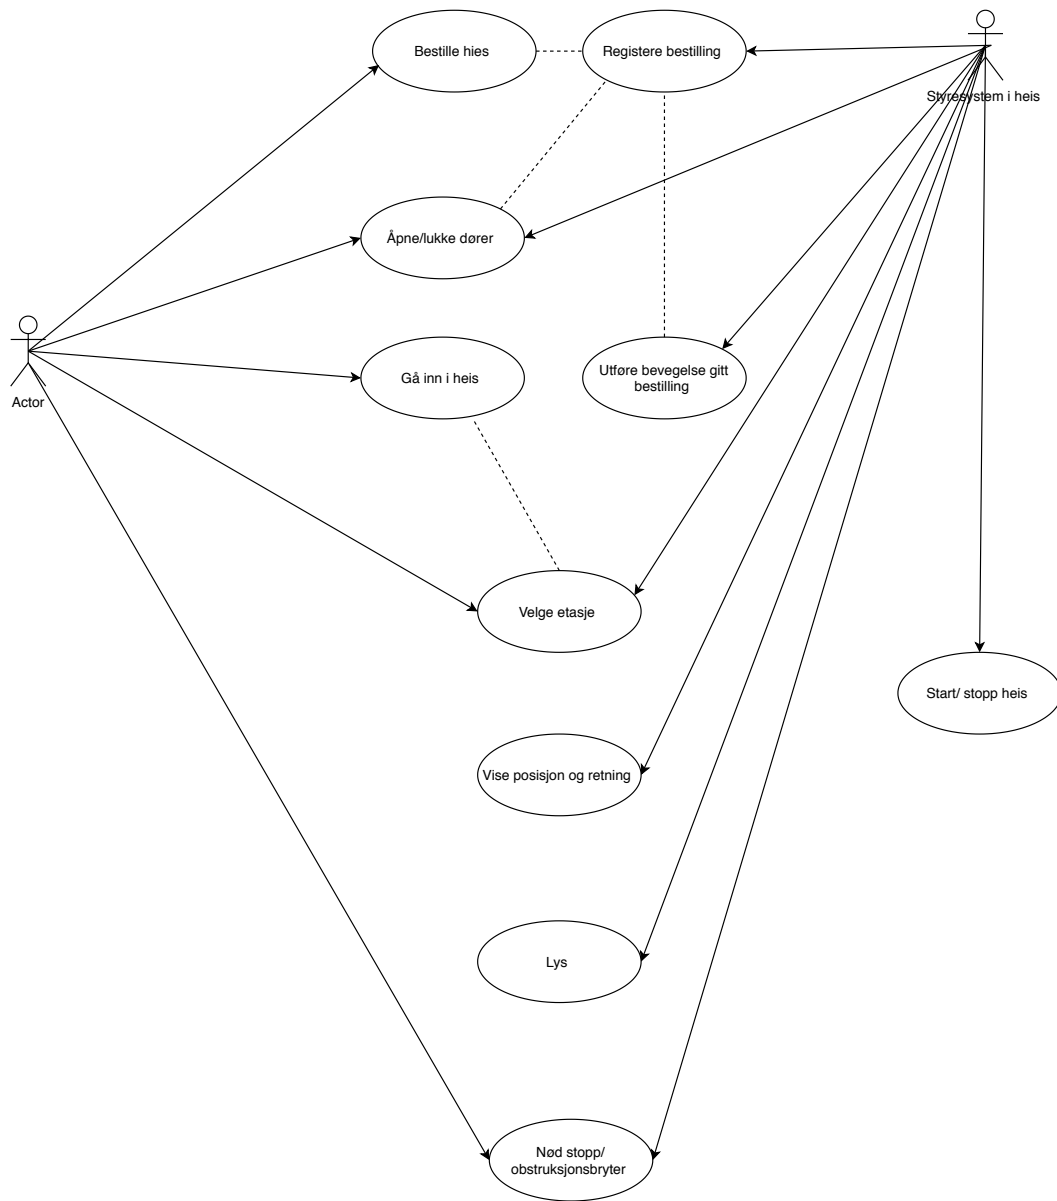 Bestille hies
Registere bestilling
Styresystem i heis
Åpne/lukke dører
Gå inn i heis
Utføre bevegelse gitt
bestilling
Actor
Velge etasje
Start/ stopp heis
Vise posisjon og retning
Lys
Nød stopp/
obstruksjonsbryter